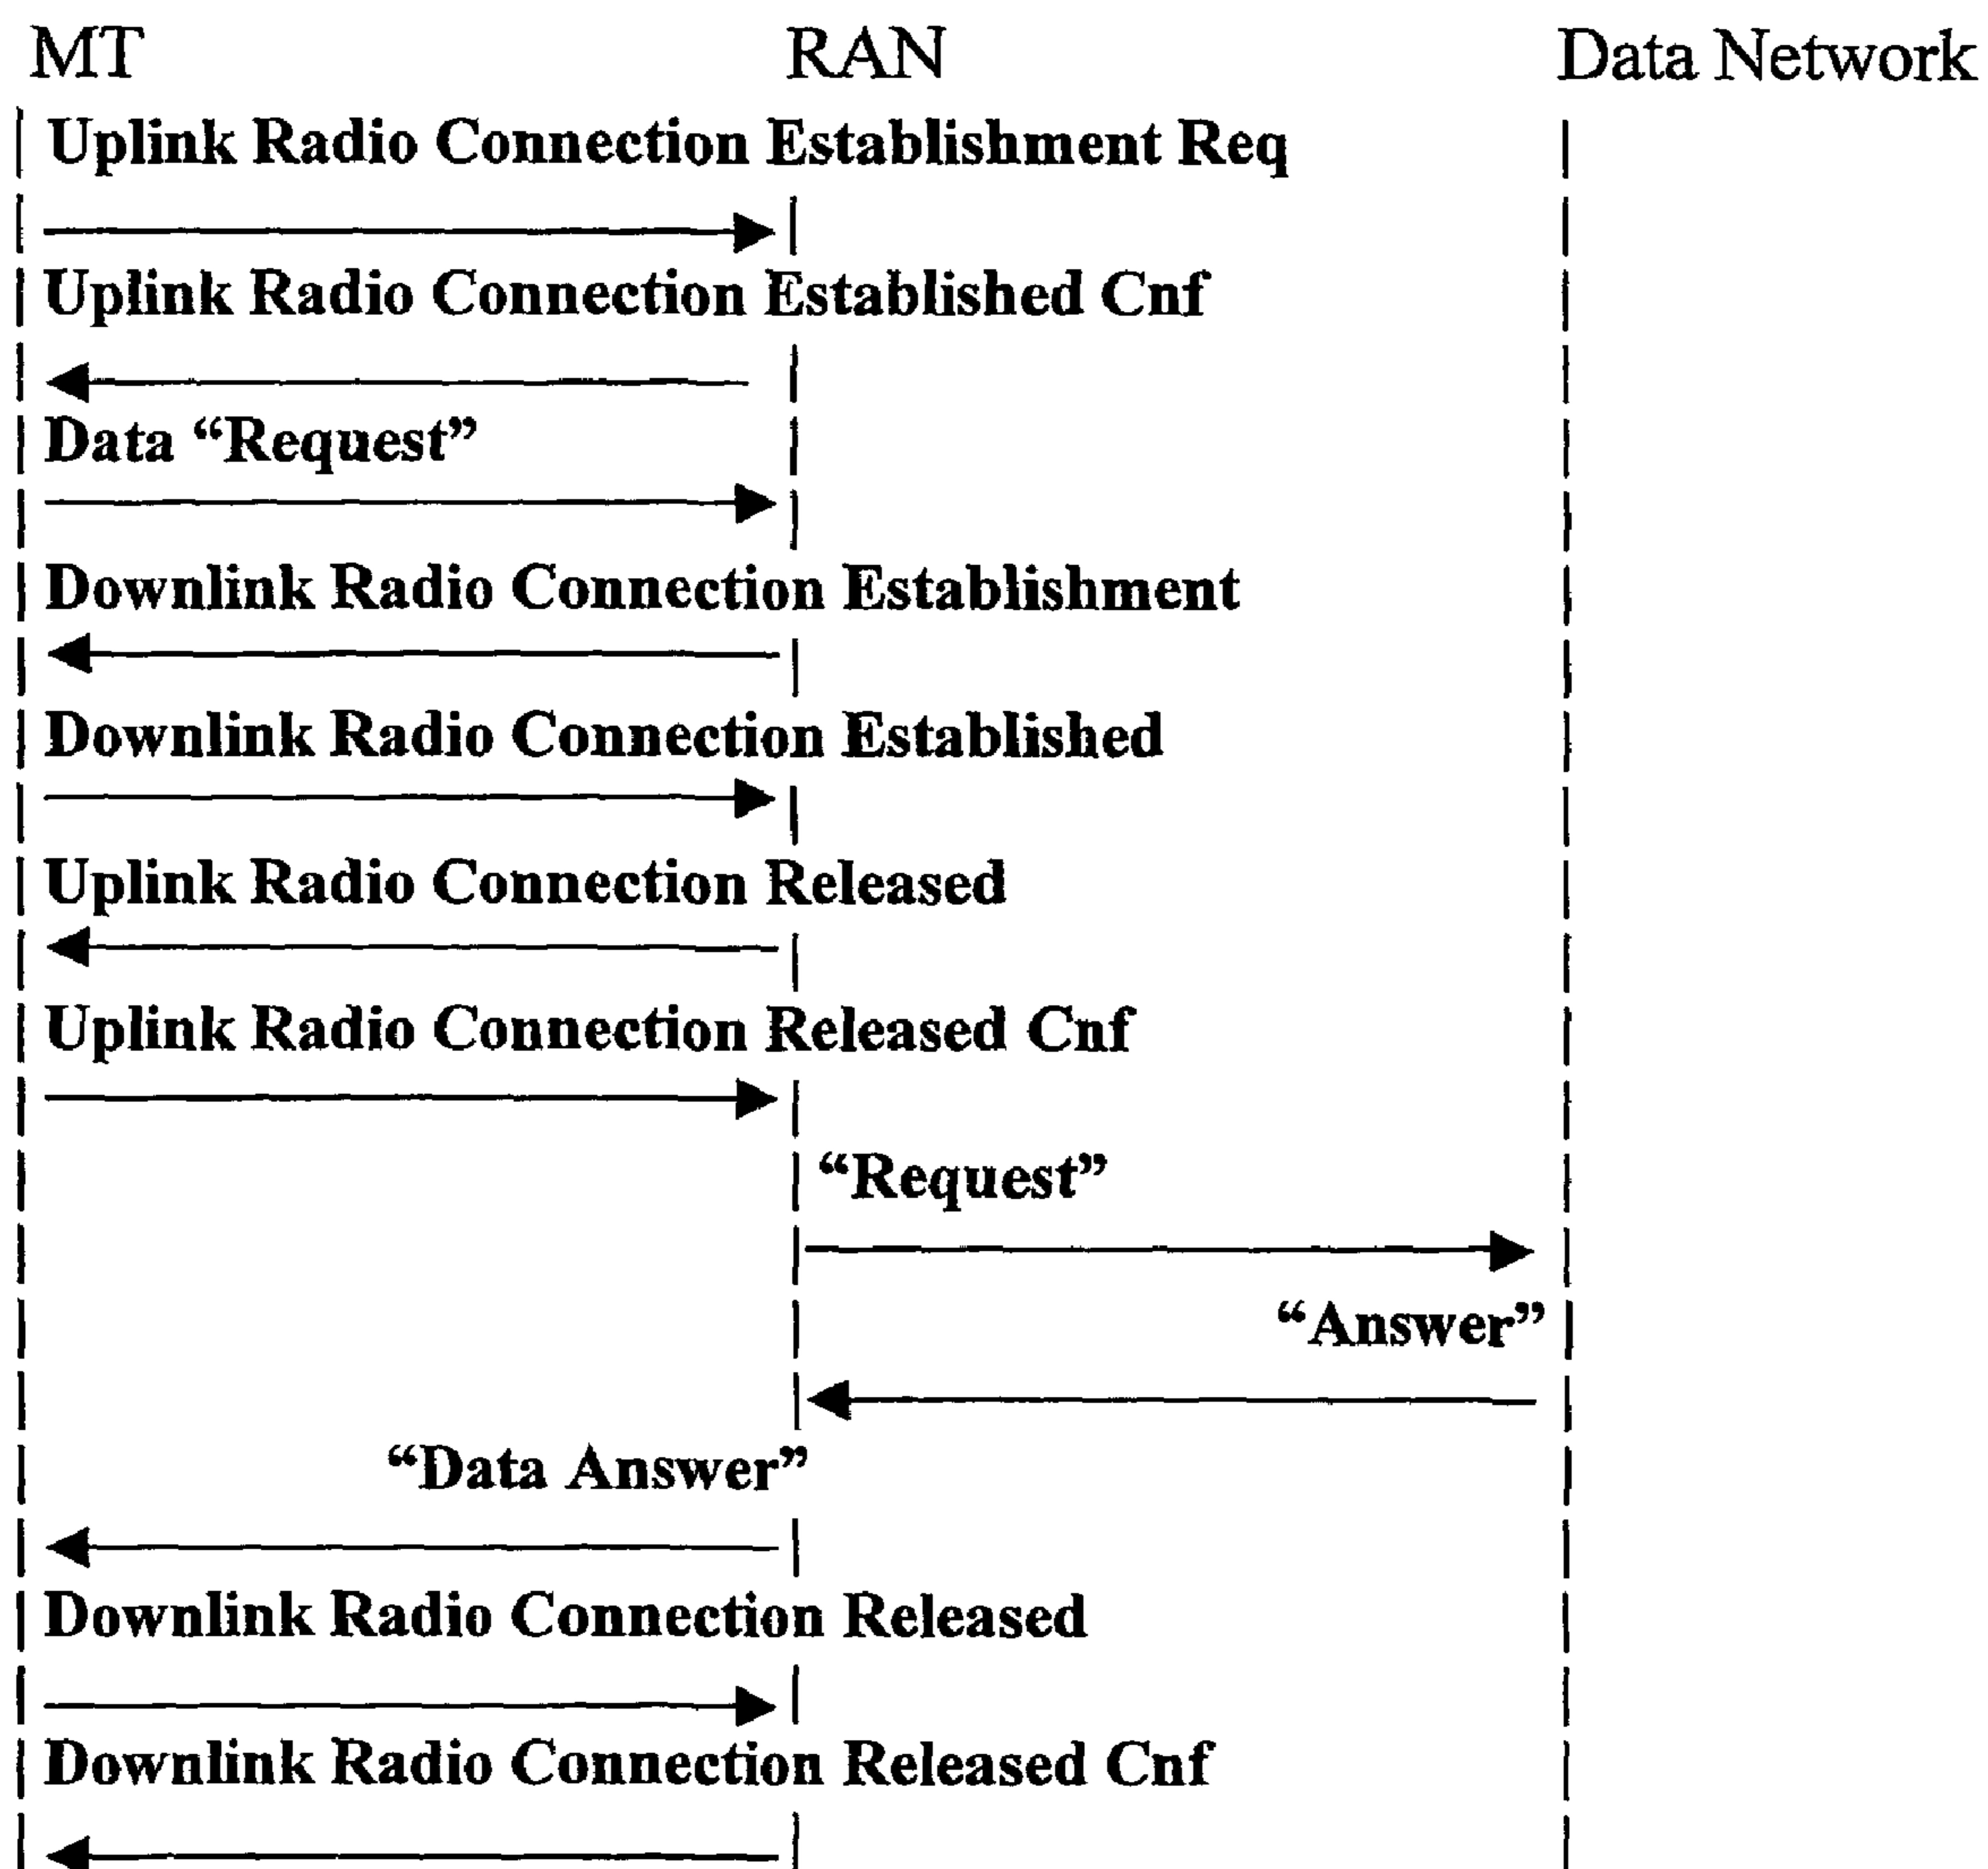 MT RAN Data Network
Uplink Radio Connection Establishment Req
Uplink Radio Connection Established Cnf
Data “Request”
Downlink Radio Connection Establishment
Downlink Radio Connection Established
Uplink Radio Connection Released
Uplink Radio Connection Released Cnf
“Request”
“Answer”
“Data Answer”
Downlink Radio Connection Released
Downlink Radio Connection Released Cnf